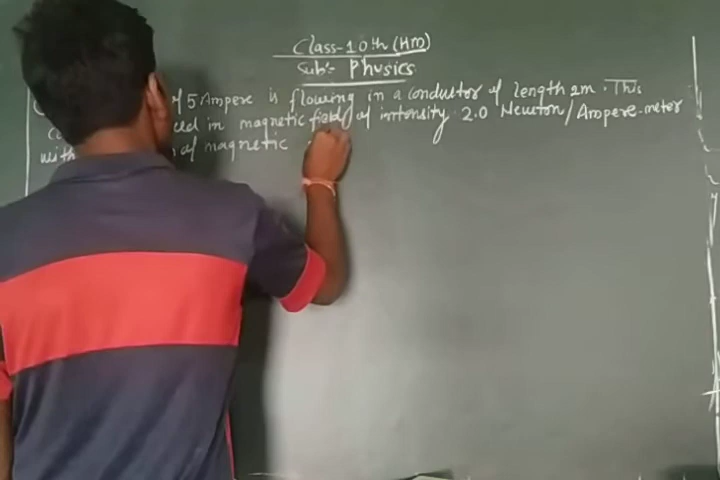 Class-10th (HM)
Sub:- Physics
of 5 Ampere is flowing in a conductor of length 2m. This
in magnetic field of intensity 2.0 Newton/Ampere-meter
with of magnetic